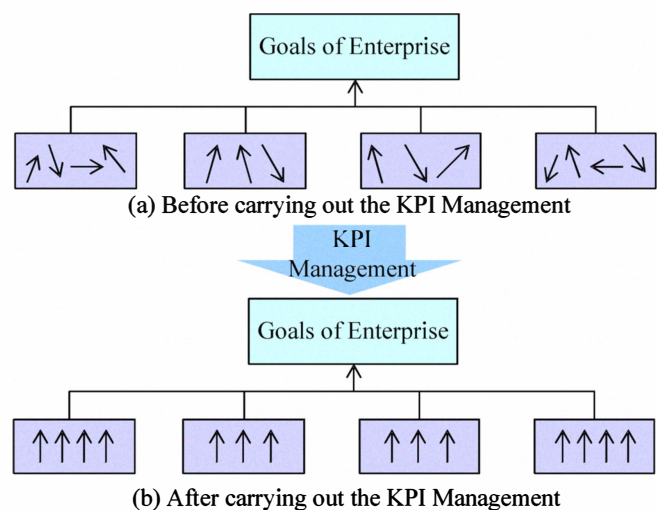 Goals of Enterprise
(a) Before carrying out the KPI Management
KPI
Management
Goals of Enterprise
(b) After carrying out the KPI Management